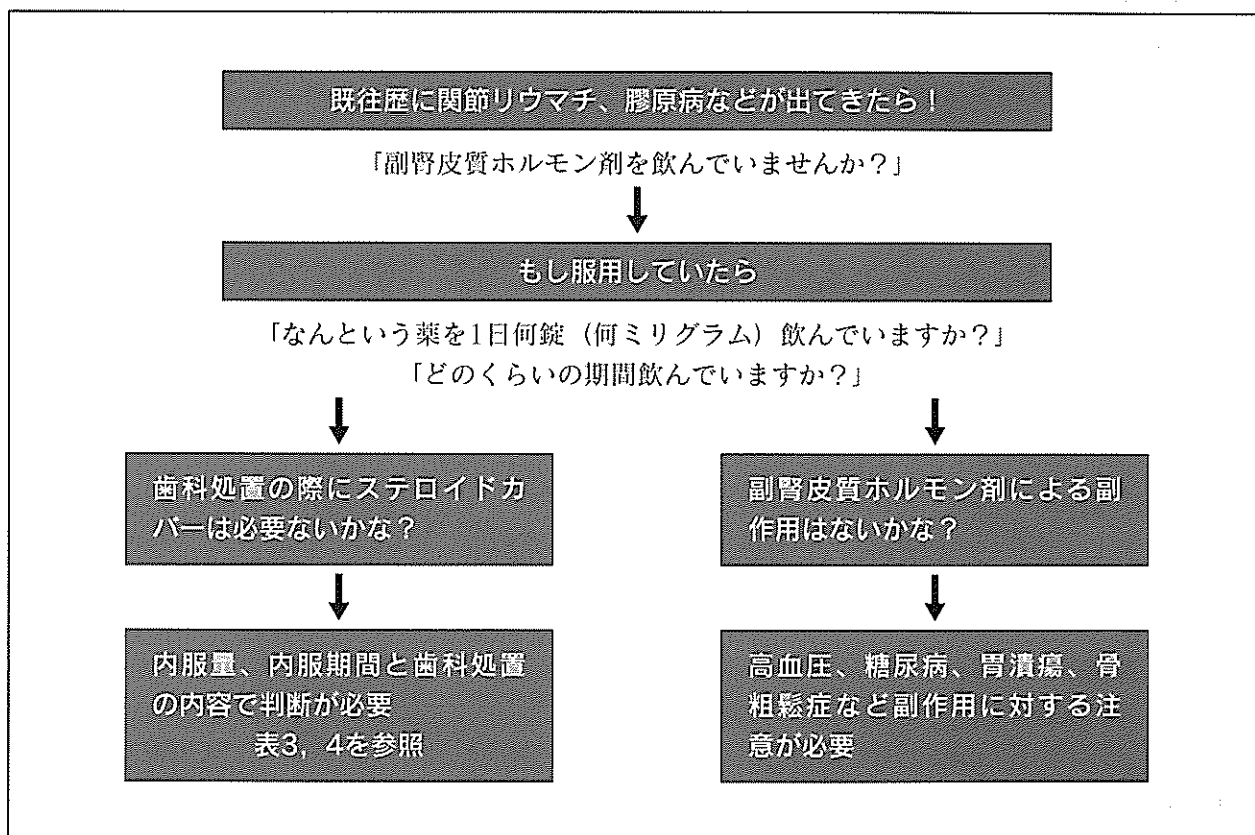 既往歴に関節リウマチ、膠原病などが出てきたら！
「副腎皮質ホルモン剤を飲んでいませんか？」
もし服用していたら
「なんという薬を1日何錠（何ミリグラム）飲んでいますか？」
「どのくらいの期間飲んでいますか？」
歯科処置の際にステロイドカ
バーは必要ないかな？
副腎皮質ホルモン剤による副
作用はないかな？
内服量、内服期間と歯科処置
の内容で判断が必要
表3，4を参照
高血圧、糖尿病、胃潰瘍、骨
粗鬆症など副作用に対する注
意が必要